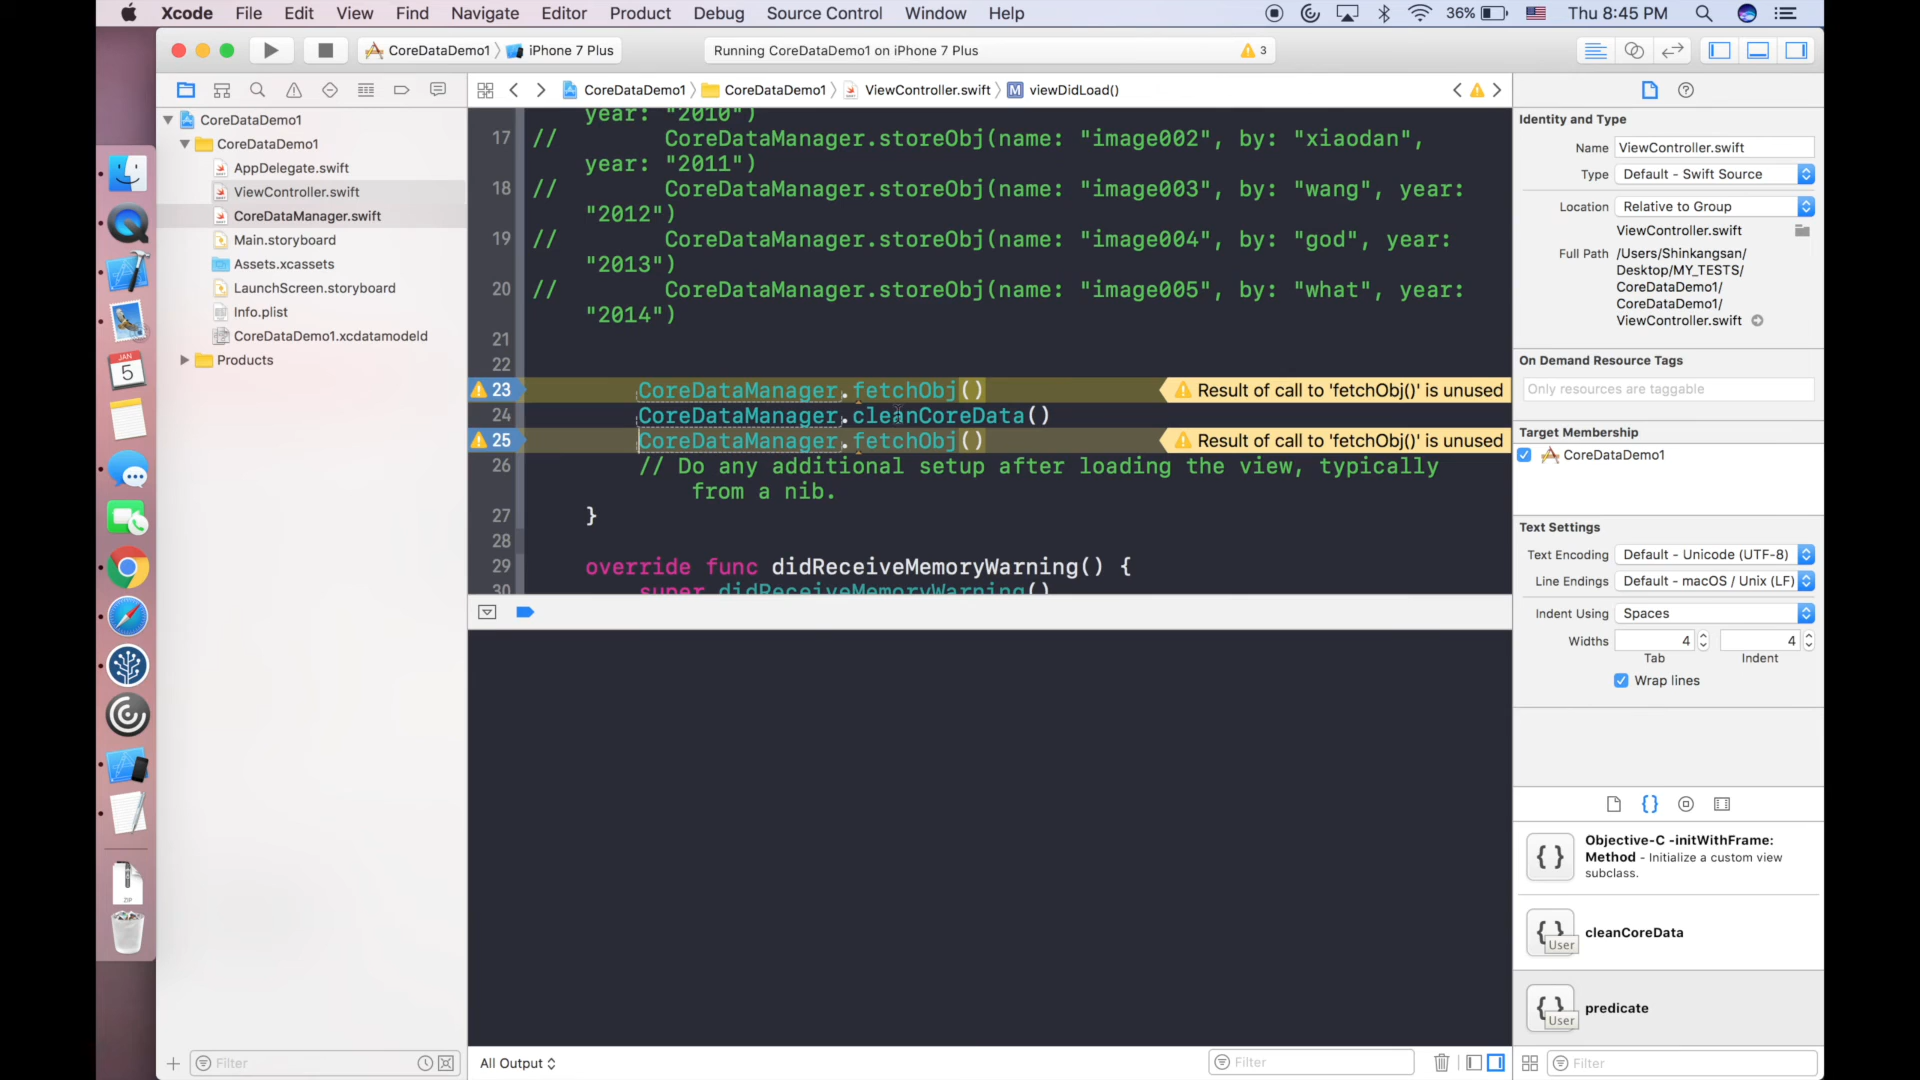 Xcode File Edit View Find Navigate Editor Product Debug Source Control Window Help 36% Thu 8:45 PM
CoreDataDemo1 iPhone 7 Plus Running CoreDataDemo1 on iPhone 7 Plus 3
CoreDataDemo1 CoreDataDemo1 ViewController.swift M viewDidLoad()
CoreDataDemo1
CoreDataDemo1
AppDelegate.swift
ViewController.swift
CoreDataManager.swift
Main.storyboard
Assets.xcassets
LaunchScreen.storyboard
Info.plist
CoreDataDemo1.xcdatamodeld
Products
Filter
JAN
5
ZIP
year: "2010")
17 // CoreDataManager.storeObj(name: "image002", by: "xiaodan",
year: "2011")
18 // CoreDataManager.storeObj(name: "image003", by: "wang", year:
"2012")
19 // CoreDataManager.storeObj(name: "image004", by: "god", year:
"2013")
20 // CoreDataManager.storeObj(name: "image005", by: "what", year:
"2014")
21
22
23 CoreDataManager.fetchObj() Result of call to 'fetchObj()' is unused
24 CoreDataManager.cleanCoreData()
25 CoreDataManager.fetchObj() Result of call to 'fetchObj()' is unused
26 // Do any additional setup after loading the view, typically
from a nib.
27 }
28
29 override func didReceiveMemoryWarning() {
30 super.didReceiveMemoryWarning()
All Output Filter
Identity and Type
Name ViewController.swift
Type Default - Swift Source
Location Relative to Group
ViewController.swift
Full Path /Users/Shinkangsan/
Desktop/MY_TESTS/
CoreDataDemo1/
CoreDataDemo1/
ViewController.swift
On Demand Resource Tags
Only resources are taggable
Target Membership
CoreDataDemo1
Text Settings
Text Encoding Default - Unicode (UTF-8)
Line Endings Default - macOS / Unix (LF)
Indent Using Spaces
Widths 4 4
Tab Indent
Wrap lines
{ } Objective-C -initWithFrame:
Method - Initialize a custom view
subclass.
{ } User cleanCoreData
{ } User predicate
Filter